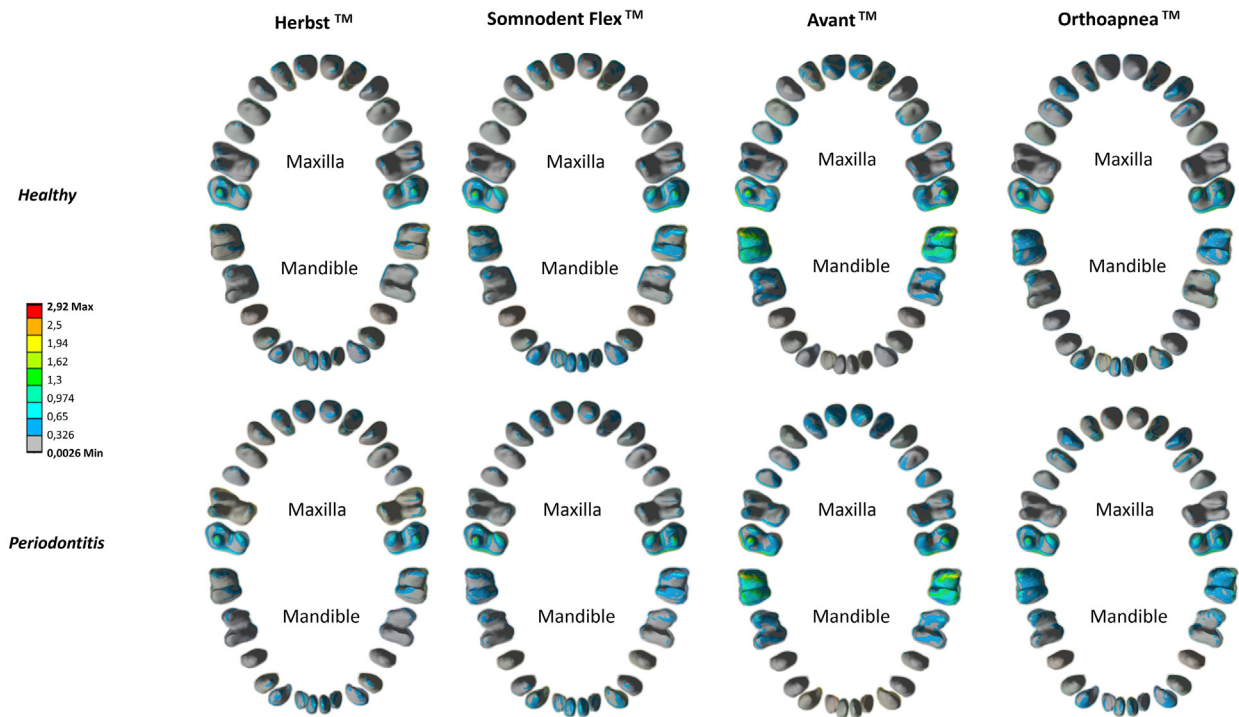 Herbst ™
Somnodent Flex ™
Avant ™
Orthoapnea ™
Healthy
Maxilla
Maxilla
Maxilla
Maxilla
Mandible
Mandible
Mandible
Mandible
2,92 Max
2,5
1,94
1,62
1,3
0,974
0,65
0,326
0,0026 Min
Periodontitis
Maxilla
Maxilla
Maxilla
Maxilla
Mandible
Mandible
Mandible
Mandible